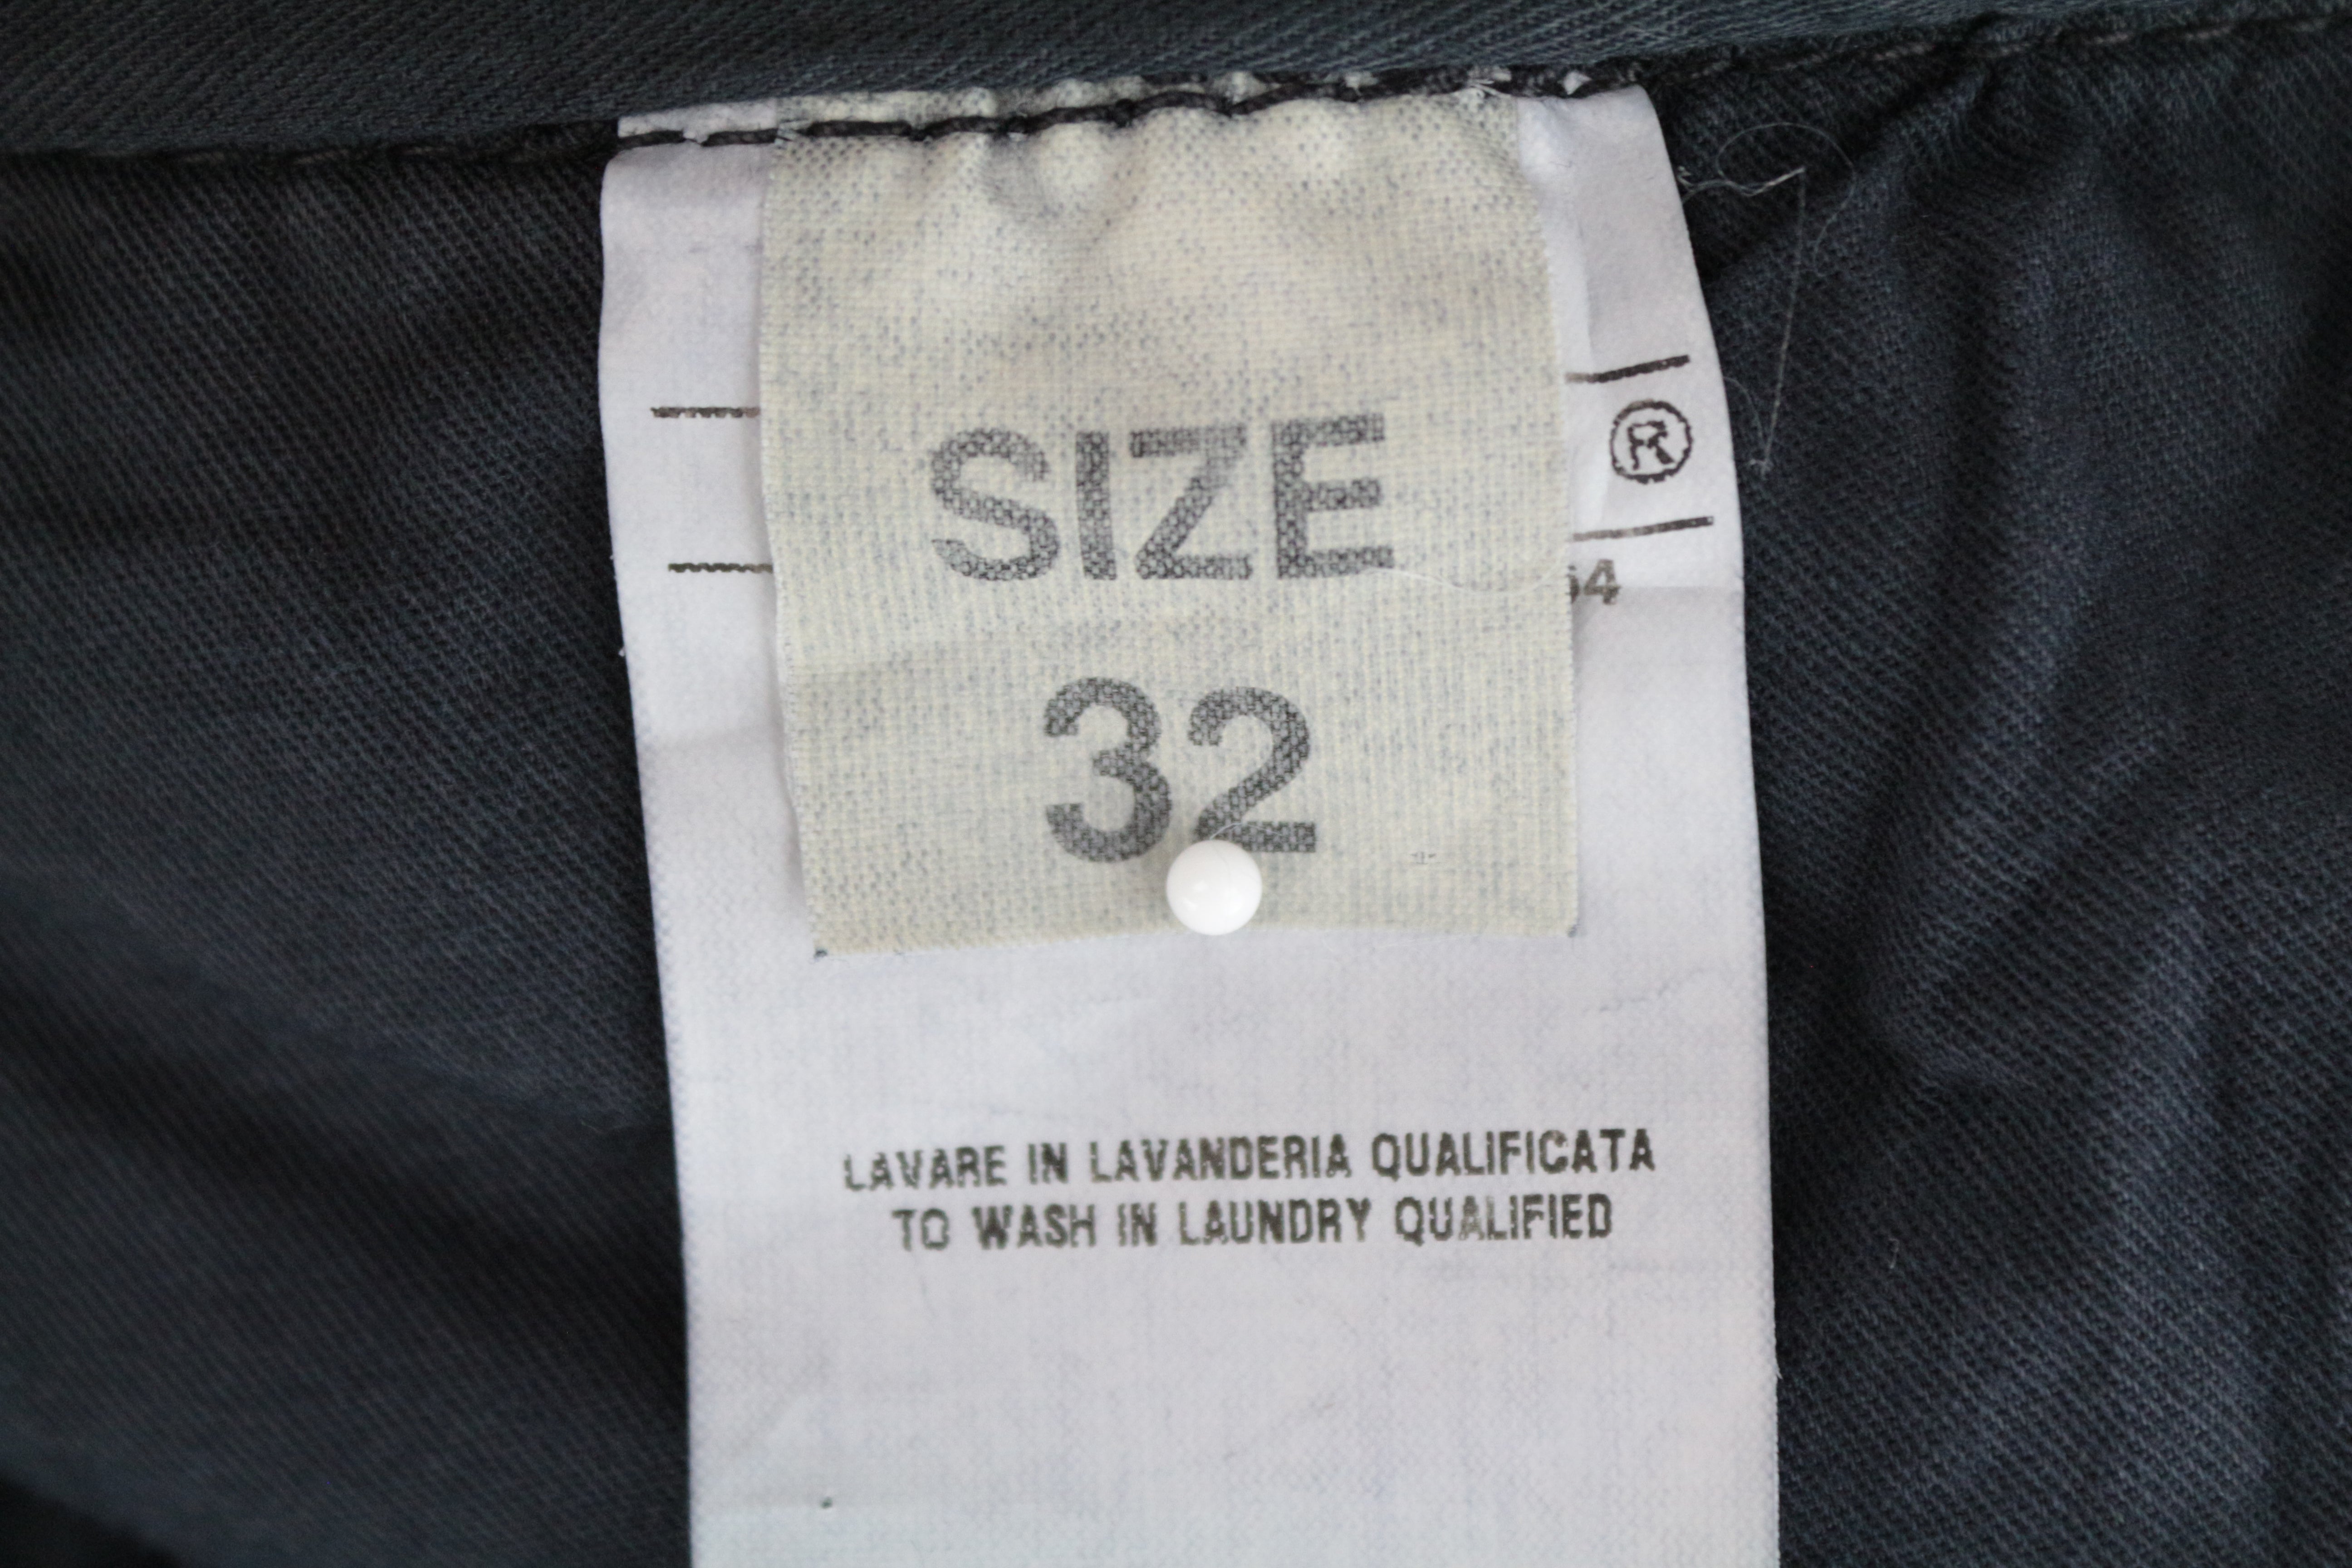 SIZE
®
32
LAVARE IN LAVANDERIA QUALIFICATA
TO WASH IN LAUNDRY QUALIFIED